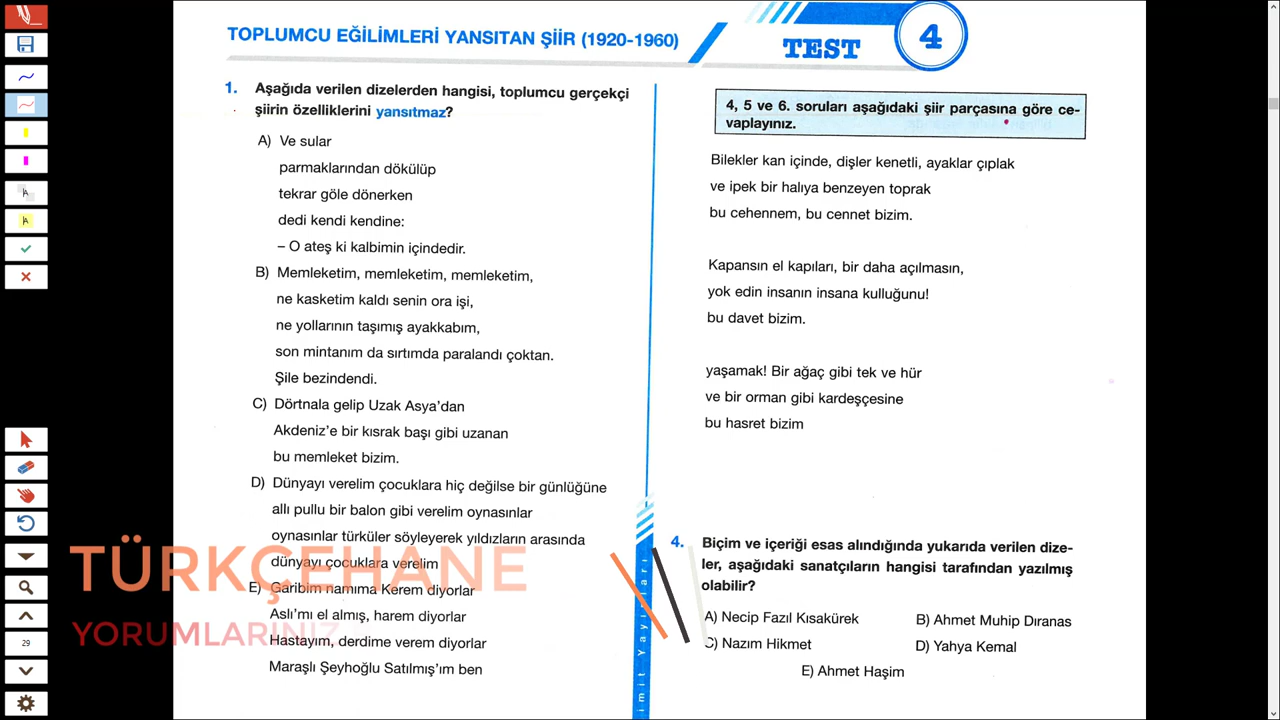 TOPLUMCU EĞİLİMLERİ YANSITAN ŞİİR (1920-1960)
TEST
4
1. Aşağıda verilen dizelerden hangisi, toplumcu gerçekçi
şiirin özelliklerini yansıtmaz?
A) Ve sular
parmaklarından dökülüp
tekrar göle dönerken
dedi kendi kendine:
– O ateş ki kalbimin içindedir.
B) Memleketim, memleketim, memleketim,
ne kasketim kaldı senin ora işi,
ne yollarının taşımış ayakkabım,
son mintanım da sırtımda paralandı çoktan.
Şile bezindendi.
C) Dörtnala gelip Uzak Asya'dan
Akdeniz'e bir kısrak başı gibi uzanan
bu memleket bizim.
D) Dünyayı verelim çocuklara hiç değilse bir günlüğüne
allı pullu bir balon gibi verelim oynasınlar
oynasınlar türküler söyleyerek yıldızların arasında
dünyayı çocuklara verelim
E) Garibim namıma Kerem diyorlar
Aslı'mı el almış, harem diyorlar
Hastayım, derdime verem diyorlar
Maraşlı Şeyhoğlu Satılmış'ım ben
TÜRKÇEHANE
YORUMLARINIZ
imit Yayınları
4, 5 ve 6. soruları aşağıdaki şiir parçasına göre ce-
vaplayınız.
Bilekler kan içinde, dişler kenetli, ayaklar çıplak
ve ipek bir halıya benzeyen toprak
bu cehennem, bu cennet bizim.
Kapansın el kapıları, bir daha açılmasın,
yok edin insanın insana kulluğunu!
bu davet bizim.
yaşamak! Bir ağaç gibi tek ve hür
ve bir orman gibi kardeşçesine
bu hasret bizim
4. Biçim ve içeriği esas alındığında yukarıda verilen dize-
ler, aşağıdaki sanatçıların hangisi tarafından yazılmış
olabilir?
A) Necip Fazıl Kısakürek B) Ahmet Muhip Dıranas
C) Nazım Hikmet D) Yahya Kemal
E) Ahmet Haşim
29